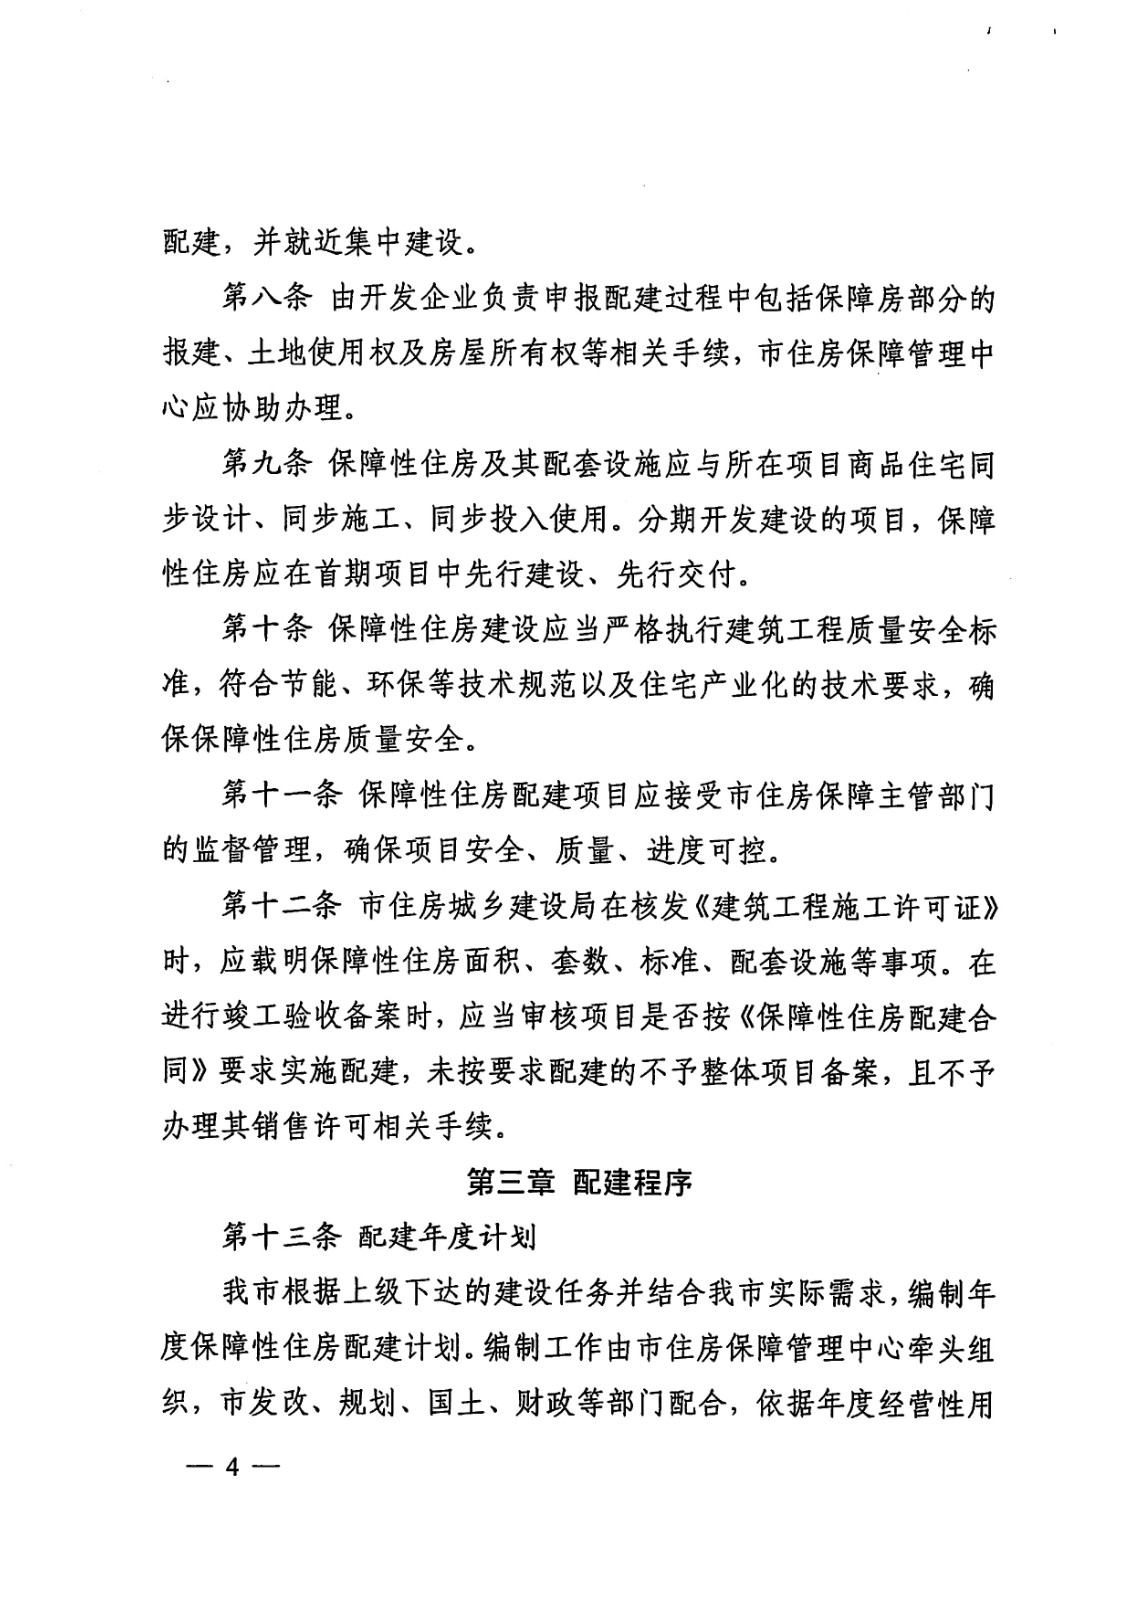 配建，并就近集中建设。
第八条 由开发企业负责申报配建过程中包括保障房部分的
报建、土地使用权及房屋所有权等相关手续，市住房保障管理中
心应协助办理。
第九条 保障性住房及其配套设施应与所在项目商品住宅同
步设计、同步施工、同步投入使用。分期开发建设的项目，保障
性住房应在首期项目中先行建设、先行交付。
第十条 保障性住房建设应当严格执行建筑工程质量安全标
准，符合节能、环保等技术规范以及住宅产业化的技术要求，确
保保障性住房质量安全。
第十一条 保障性住房配建项目应接受市住房保障主管部门
的监督管理，确保项目安全、质量、进度可控。
第十二条 市住房城乡建设局在核发《建筑工程施工许可证》
时，应载明保障性住房面积、套数、标准、配套设施等事项。在
进行竣工验收备案时，应当审核项目是否按《保障性住房配建合
同》要求实施配建，未按要求配建的不予整体项目备案，且不予
办理其销售许可相关手续。
第三章 配建程序
第十三条 配建年度计划
我市根据上级下达的建设任务并结合我市实际需求，编制年
度保障性住房配建计划。编制工作由市住房保障管理中心牵头组
织，市发改、规划、国土、财政等部门配合，依据年度经营性用
— 4 —